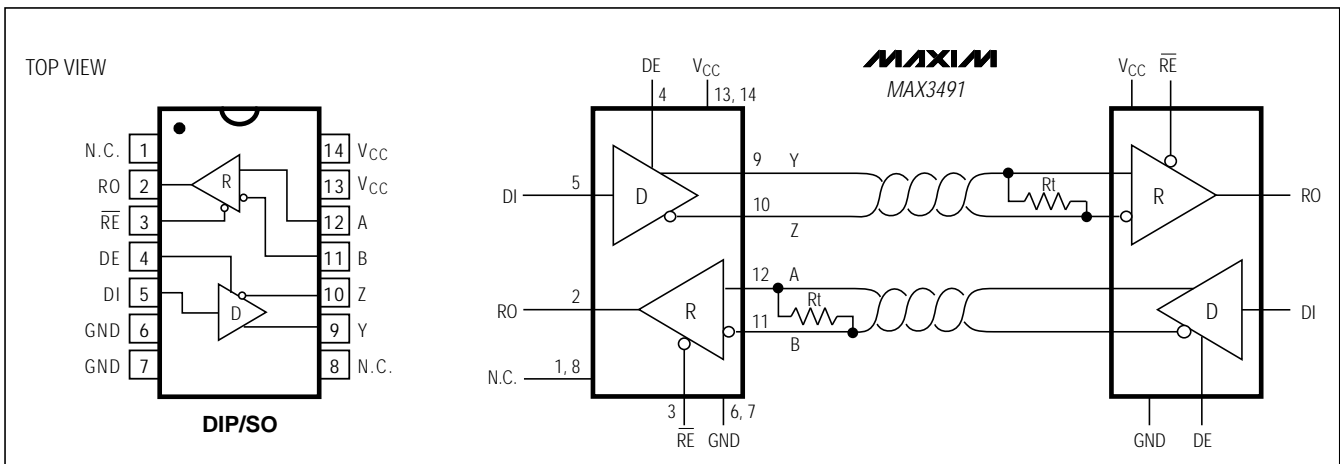 TOP VIEW
N.C. 1
RO 2
RE 3
DE 4
DI 5
GND 6
GND 7
14 VCC
13 VCC
12 A
11 B
10 Z
9 Y
8 N.C.
R
D
DIP/SO
MAXIM
MAX3491
DE
4
VCC
13, 14
DI
5
D
9 Y
10
Z
Rt
RO
2
R
12 A
11
B
Rt
N.C.
1, 8
3
RE
6, 7
GND
VCC
RE
R
RO
D
DI
GND
DE